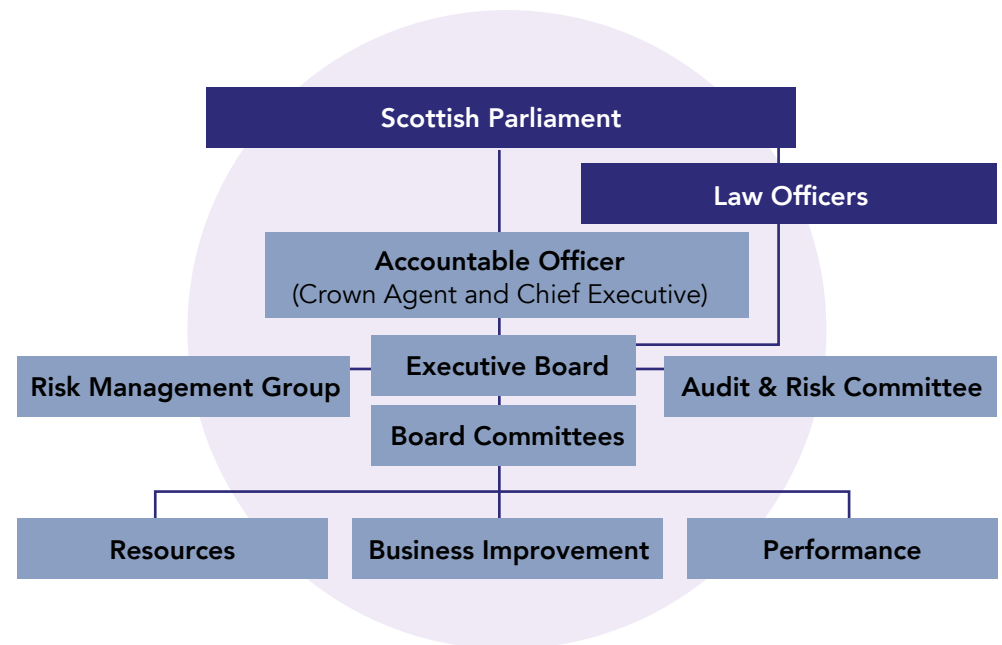 Scottish Parliament
Law Officers
Accountable Officer
(Crown Agent and Chief Executive)
Executive Board
Risk Management Group
Audit & Risk Committee
Board Committees
Resources
Business Improvement
Performance